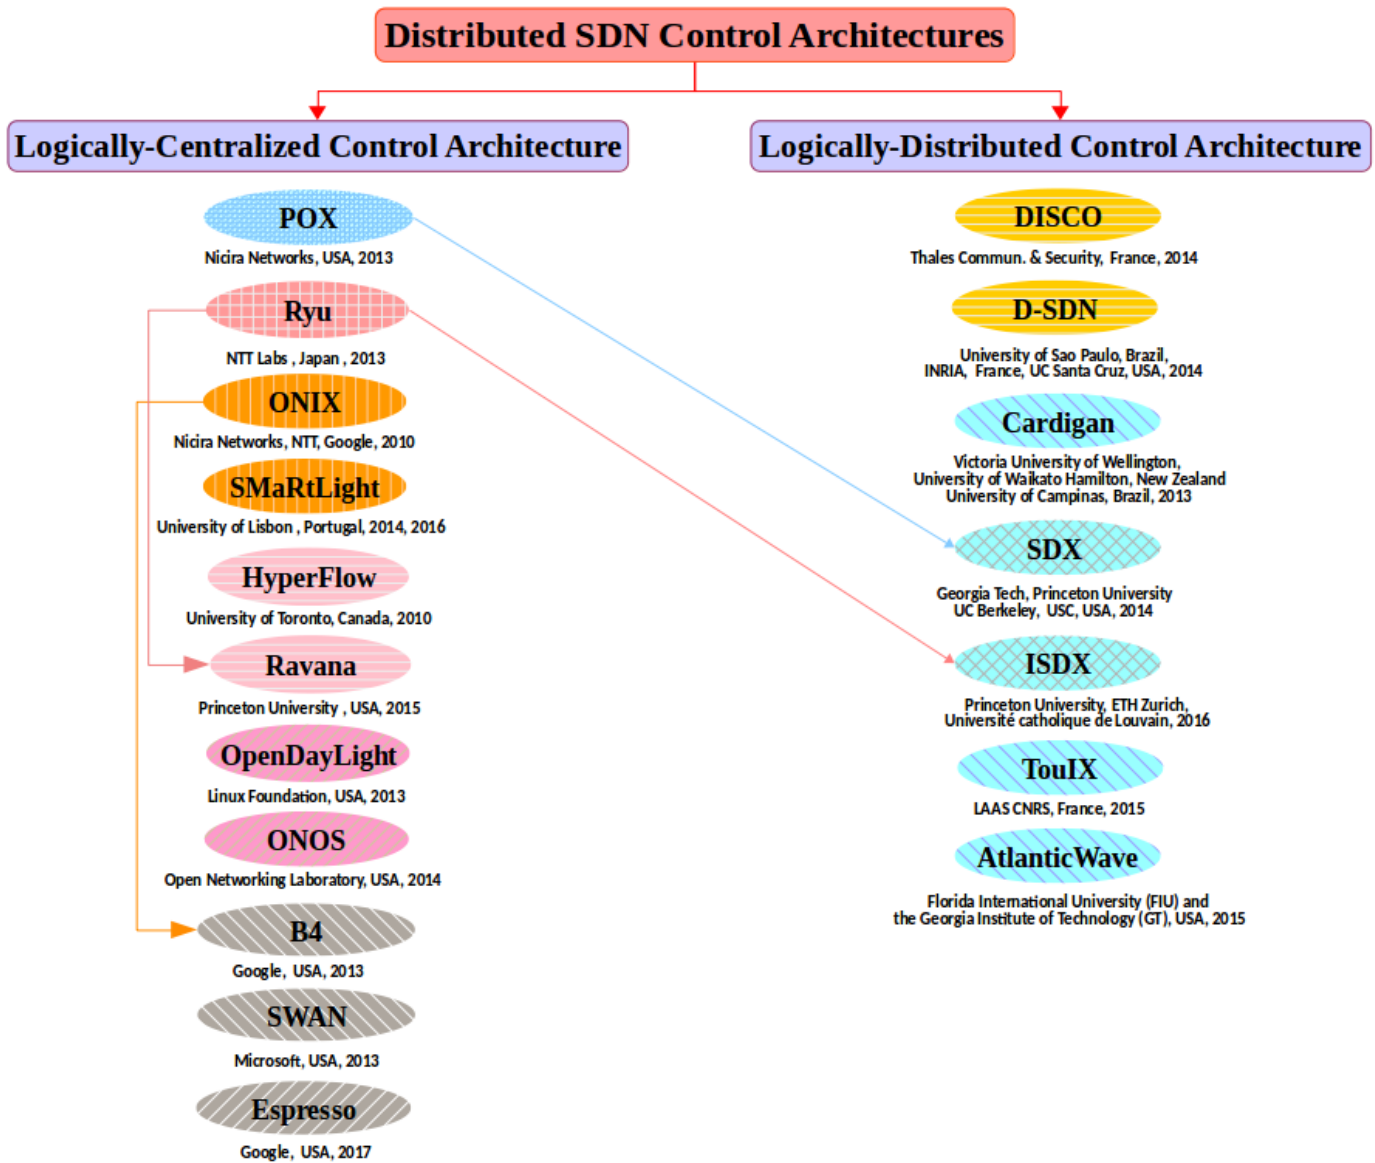 Distributed SDN Control Architectures
Logically-Centralized Control Architecture
POX
Nicira Networks, USA, 2013
Ryu
NTT Labs , Japan , 2013
ONIX
Nicira Networks, NTT, Google, 2010
SMaRtLight
University of Lisbon , Portugal, 2014, 2016
HyperFlow
University of Toronto, Canada, 2010
Ravana
Princeton University , USA, 2015
OpenDayLight
Linux Foundation, USA, 2013
ONOS
Open Networking Laboratory, USA, 2014
B4
Google, USA, 2013
SWAN
Microsoft, USA, 2013
Espresso
Google, USA, 2017
Logically-Distributed Control Architecture
DISCO
Thales Commun. & Security, France, 2014
D-SDN
University of Sao Paulo, Brazil,
INRIA, France, UC Santa Cruz, USA, 2014
Cardigan
Victoria University of Wellington,
University of Waikato Hamilton, New Zealand
University of Campinas, Brazil, 2013
SDX
Georgia Tech, Princeton University
UC Berkeley, USC, USA, 2014
ISDX
Princeton University, ETH Zurich,
Université catholique de Louvain, 2016
TouIX
LAAS CNRS, France, 2015
AtlanticWave
Florida International University (FIU) and
the Georgia Institute of Technology (GT), USA, 2015